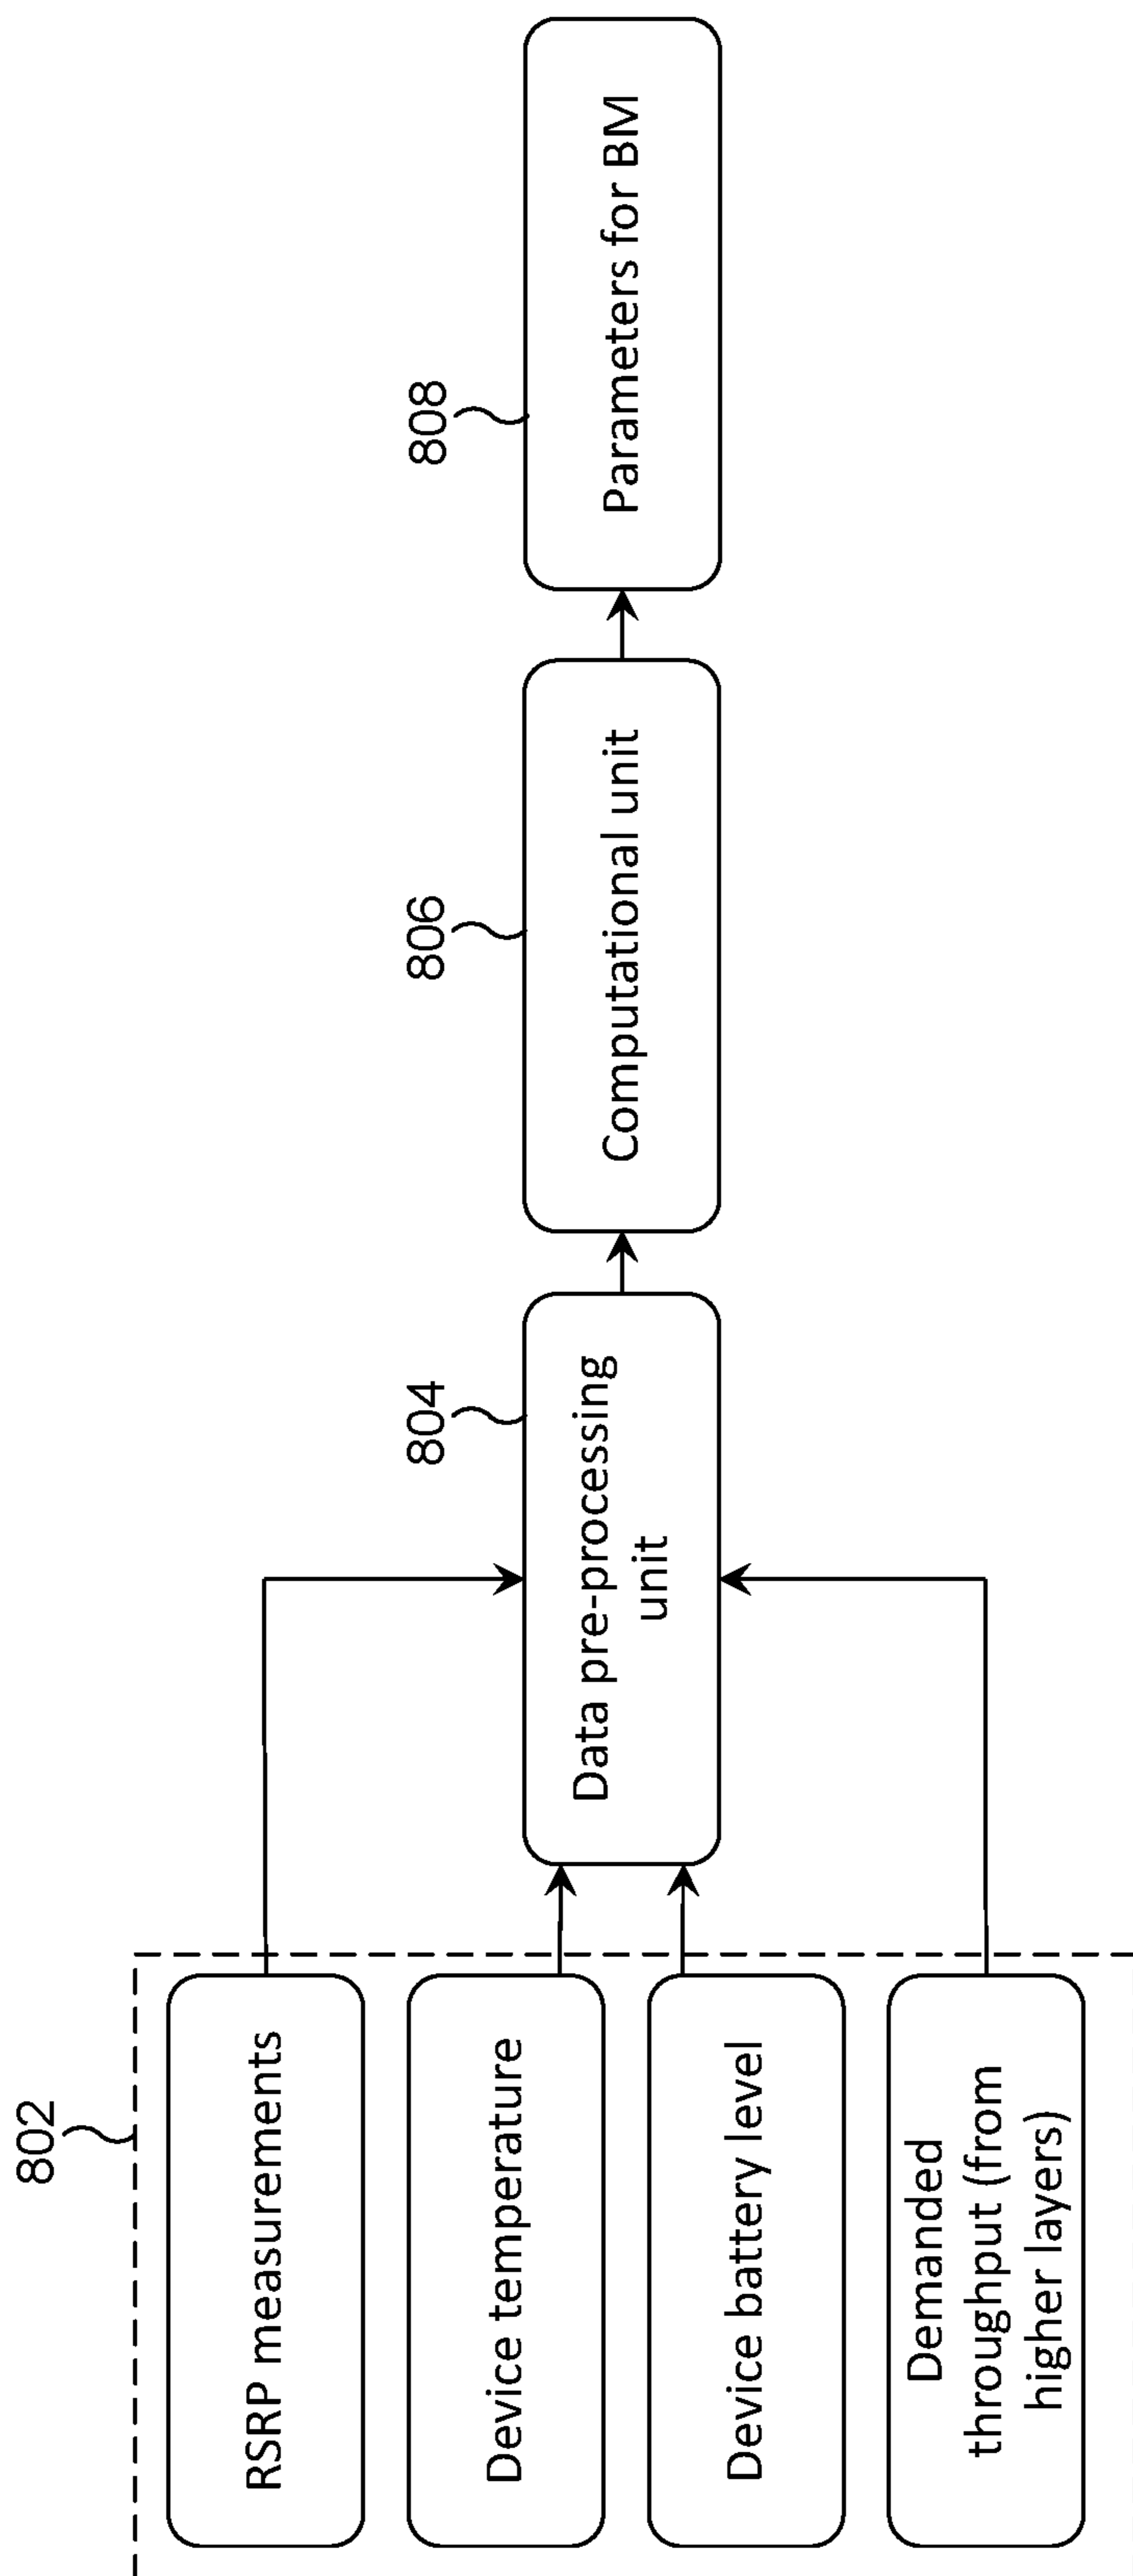 802
RSRP measurements
Device temperature
Device battery level
Demanded
throughput (from
higher layers)
804
Data pre-processing
unit
806
Computational unit
808
Parameters for BM